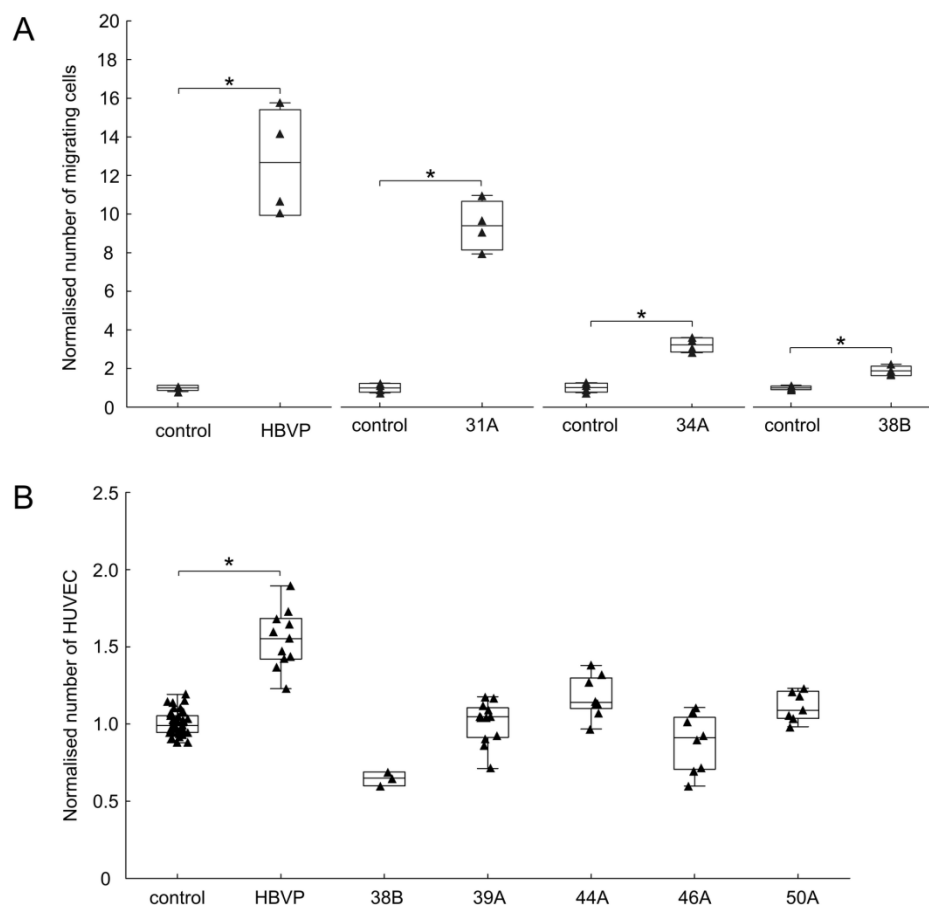 A
Normalised number of migrating cells
20
18
16
14
12
10
8
6
4
2
0
* * * *
control HBVP control 31A control 34A control 38B
B
Normalised number of HUVEC
2.5
2.0
1.5
1.0
0.5
0
*
control HBVP 38B 39A 44A 46A 50A